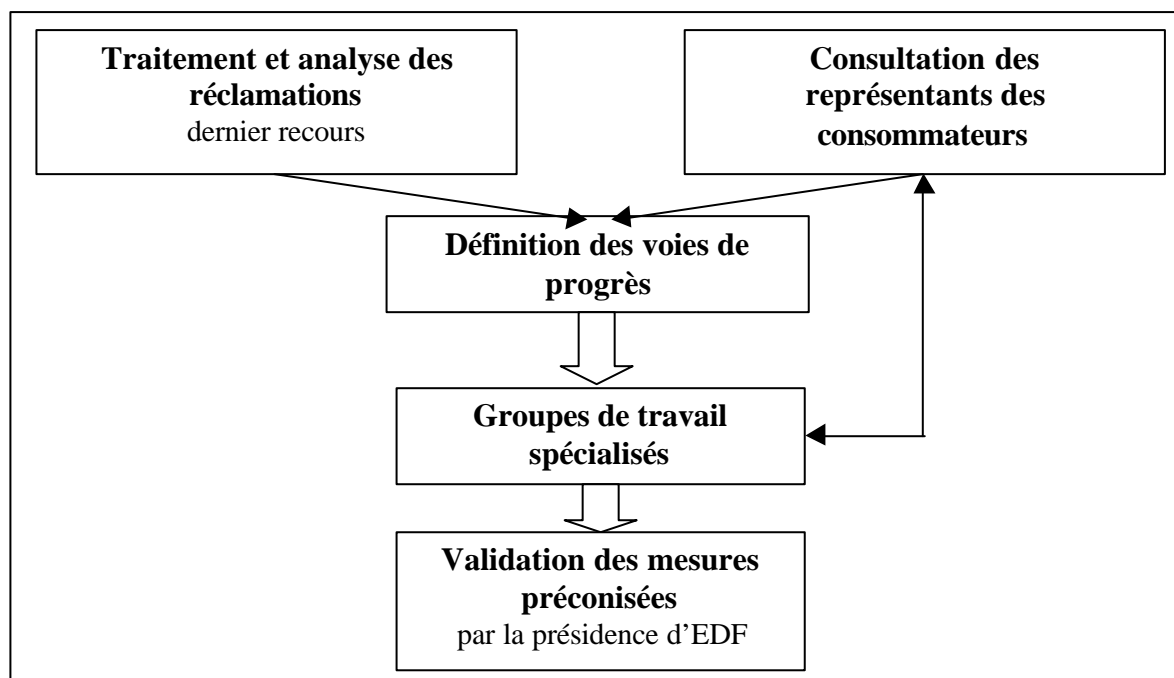 Traitement et analyse des
réclamations
dernier recours
Consultation des
représentants des
consommateurs
Définition des voies de
progrès
Groupes de travail
spécialisés
Validation des mesures
préconisées
par la présidence d’EDF